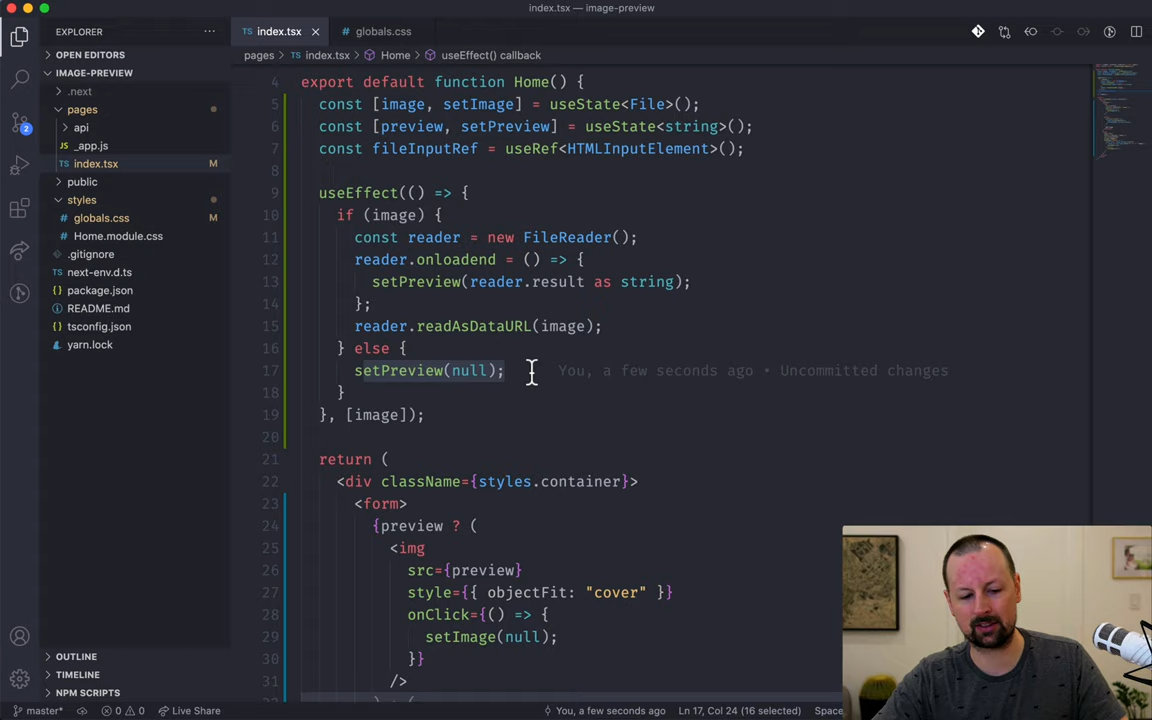 index.tsx — image-preview
EXPLORER
TS index.tsx
# globals.css
pages > TS index.tsx > Home > useEffect() callback
OPEN EDITORS
IMAGE-PREVIEW
.next
pages
api
_app.js
index.tsx M
public
styles
globals.css M
Home.module.css
.gitignore
next-env.d.ts
package.json
README.md
tsconfig.json
yarn.lock
OUTLINE
TIMELINE
NPM SCRIPTS
2
4 export default function Home() {
5 const [image, setImage] = useState<File>();
6 const [preview, setPreview] = useState<string>();
7 const fileInputRef = useRef<HTMLInputElement>();
8
9 useEffect(() => {
10 if (image) {
11 const reader = new FileReader();
12 reader.onloadend = () => {
13 setPreview(reader.result as string);
14 };
15 reader.readAsDataURL(image);
16 } else {
17 setPreview(null); You, a few seconds ago • Uncommitted changes
18 }
19 }, [image]);
20
21 return (
22 <div className={styles.container}>
23 <form>
24 {preview ? (
25 <img
26 src={preview}
27 style={{ objectFit: "cover" }}
28 onClick={() => {
29 setImage(null);
30 }}
31 />
master* 0 0 Live Share You, a few seconds ago Ln 17, Col 24 (16 selected)